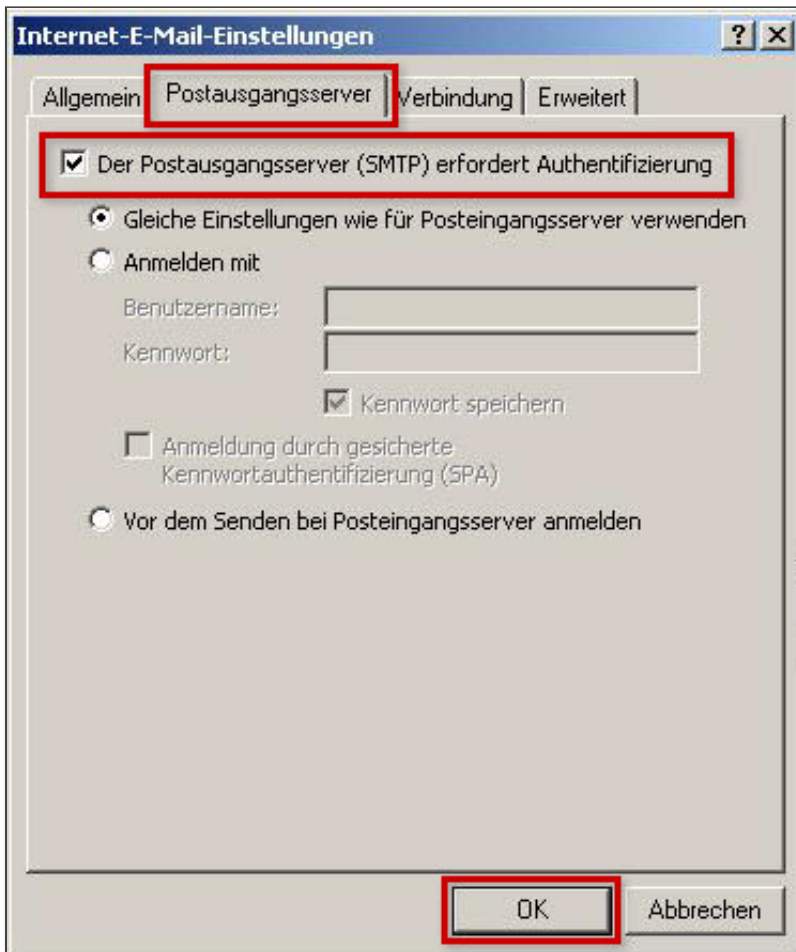 Internet-E-Mail-Einstellungen
Allgemein Postausgangsserver Verbindung Erweitert
Der Postausgangsserver (SMTP) erfordert Authentifizierung
Gleiche Einstellungen wie für Posteingangsserver verwenden
Anmelden mit
Benutzername:
Kennwort:
Kennwort speichern
Anmeldung durch gesicherte
Kennwortauthentifizierung (SPA)
Vor dem Senden bei Posteingangsserver anmelden
OK Abbrechen